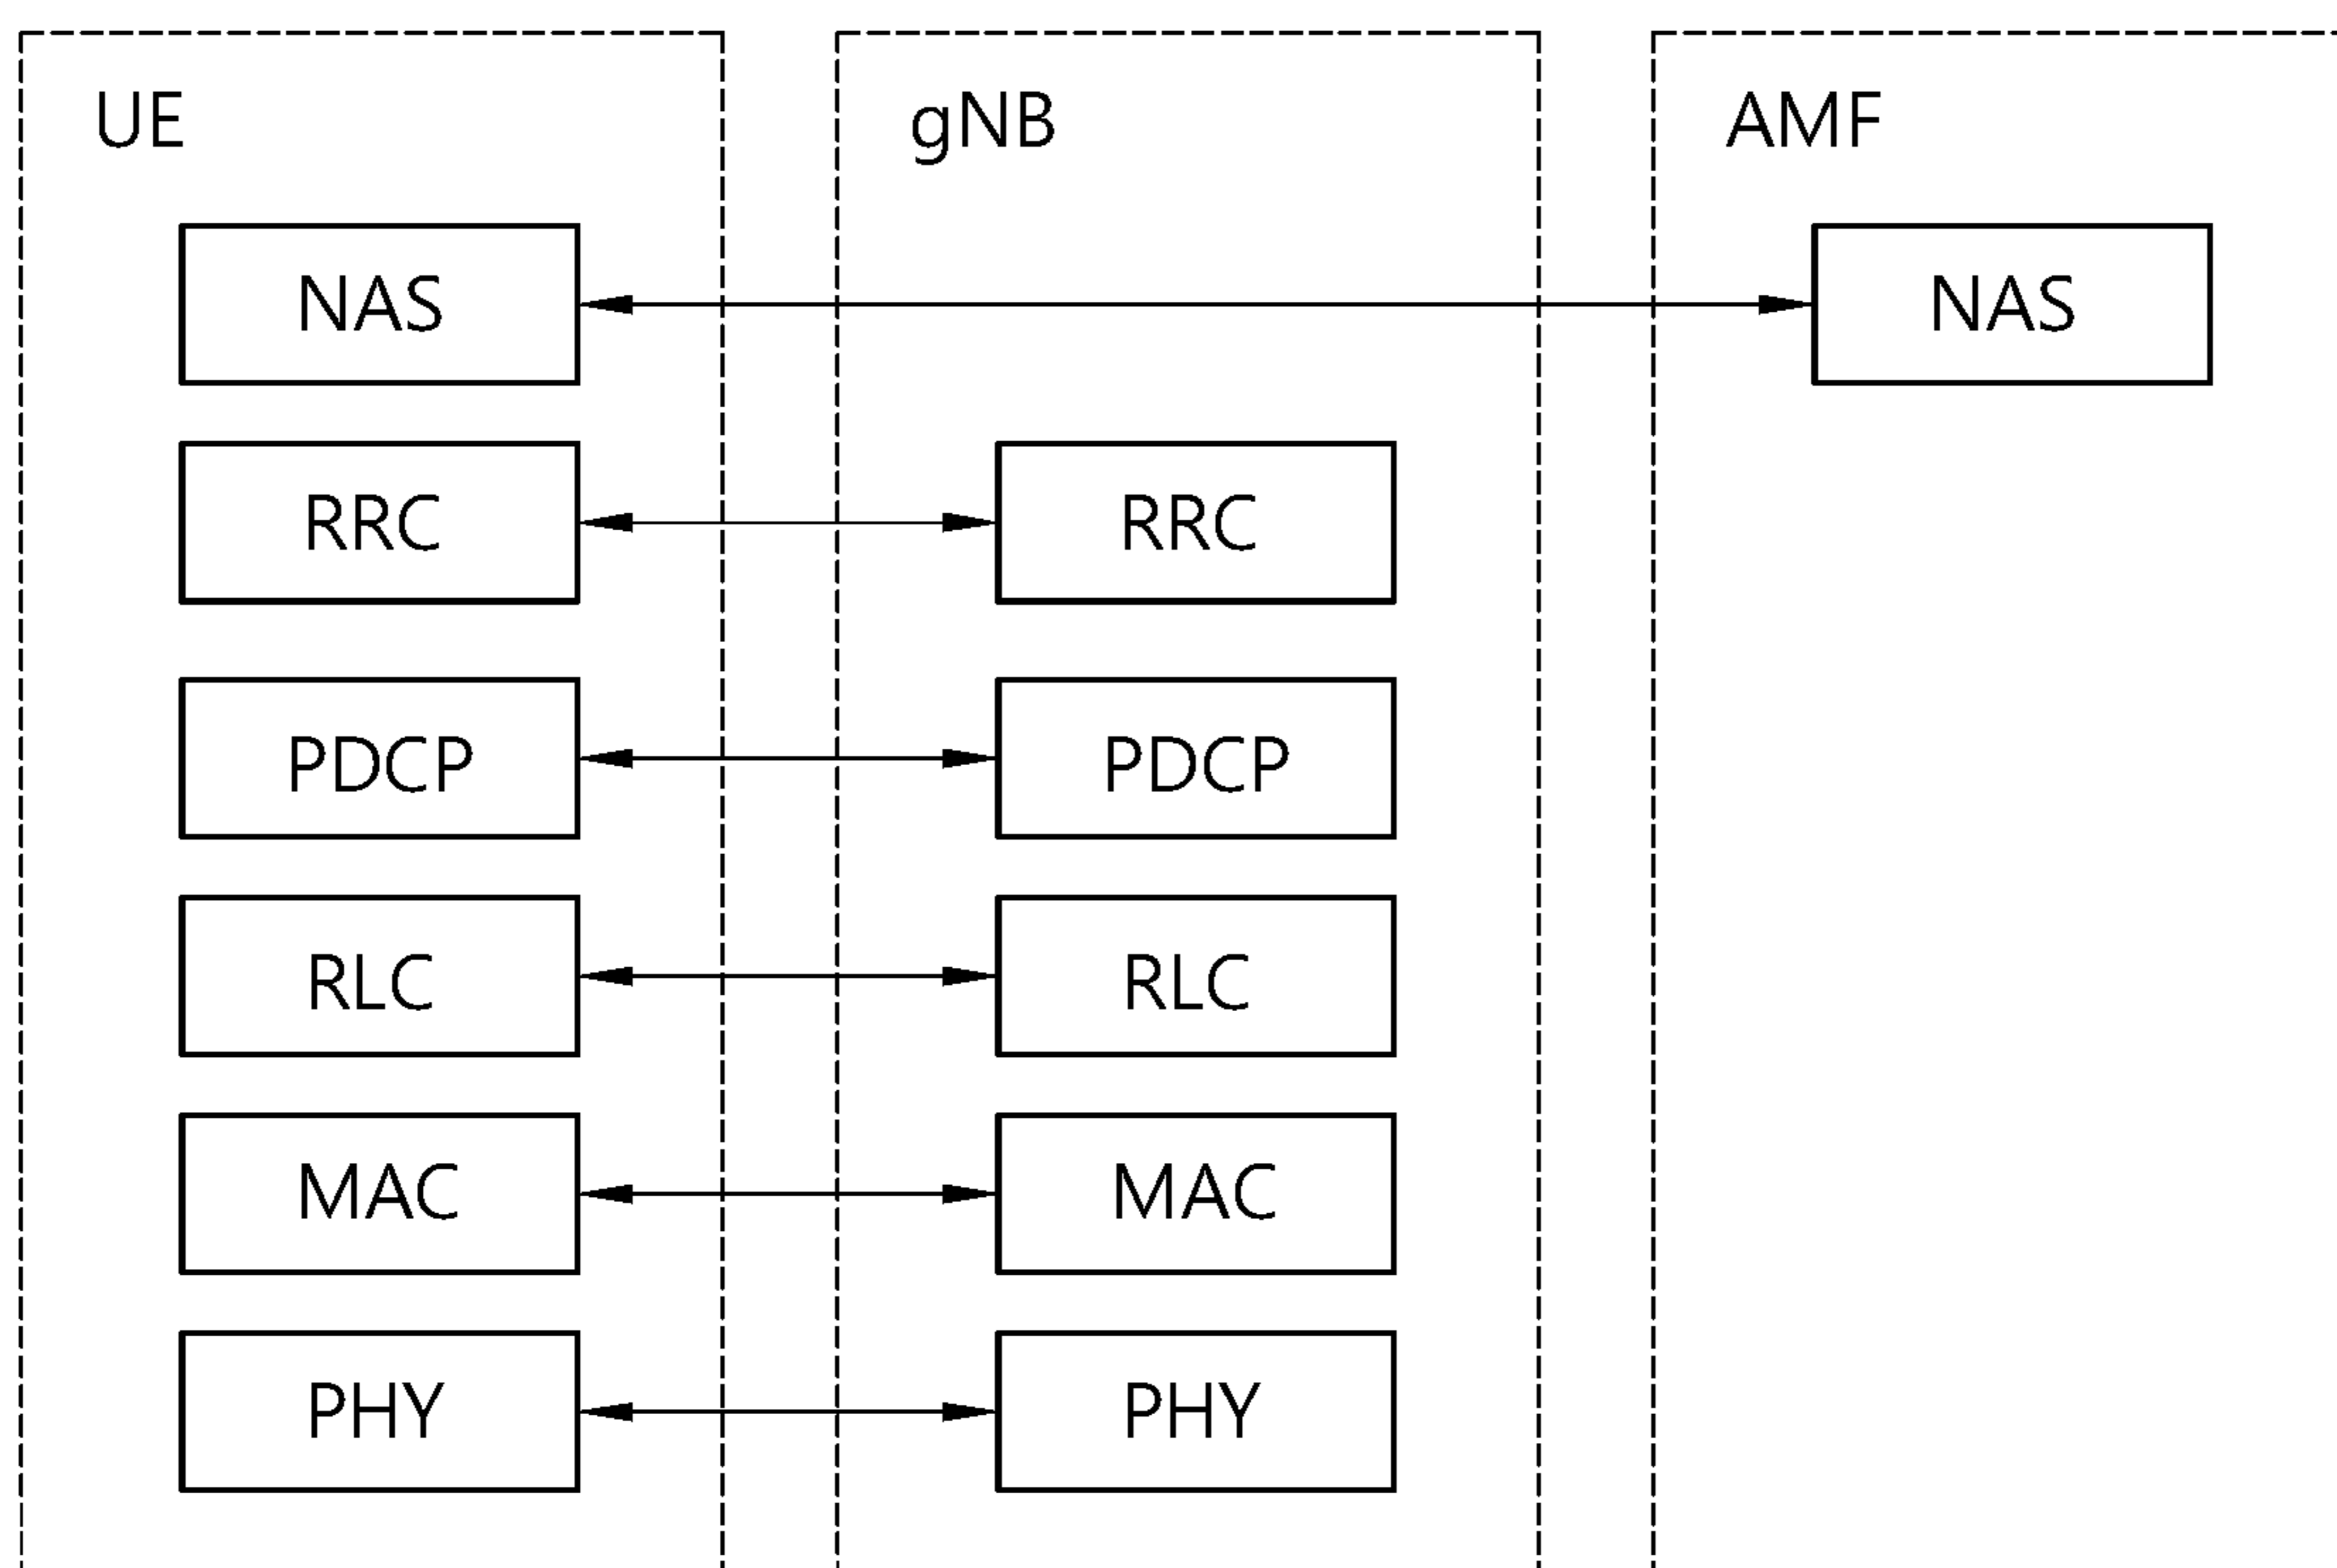 UE gNB AMF
NAS NAS
RRC RRC
PDCP PDCP
RLC RLC
MAC MAC
PHY PHY